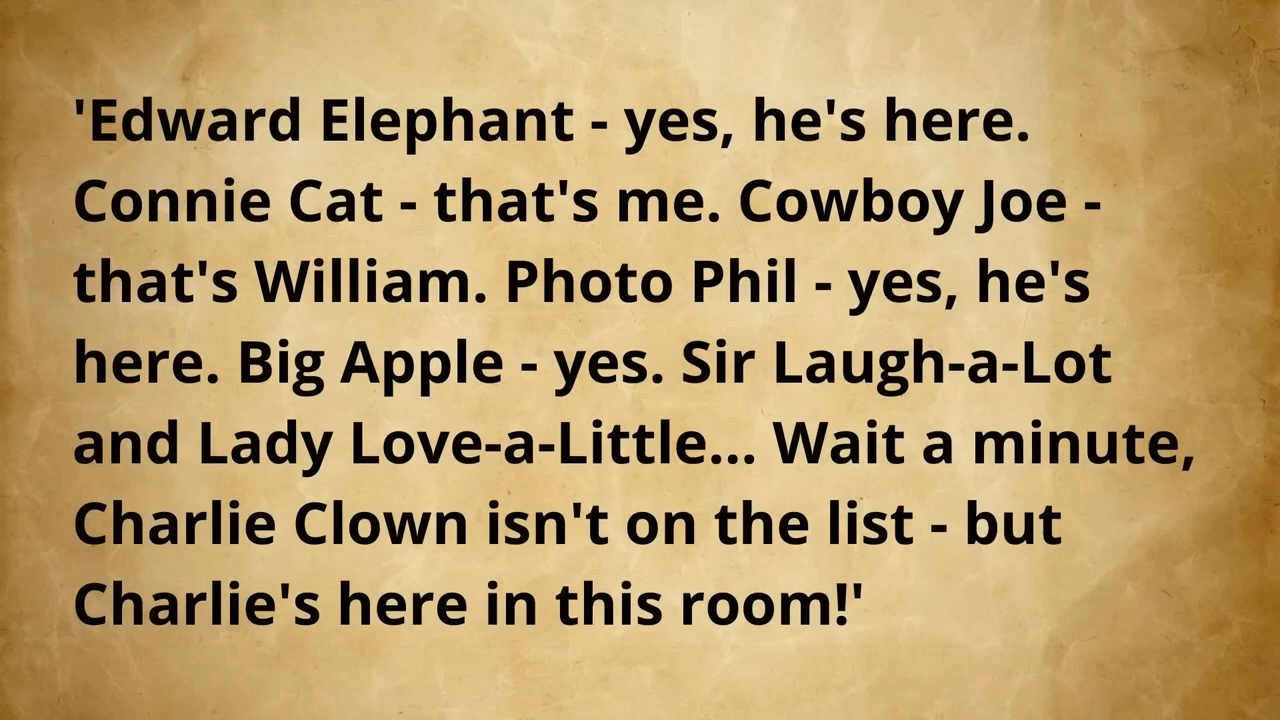 'Edward Elephant - yes, he's here.
Connie Cat - that's me. Cowboy Joe -
that's William. Photo Phil - yes, he's
here. Big Apple - yes. Sir Laugh-a-Lot
and Lady Love-a-Little... Wait a minute,
Charlie Clown isn't on the list - but
Charlie's here in this room!'